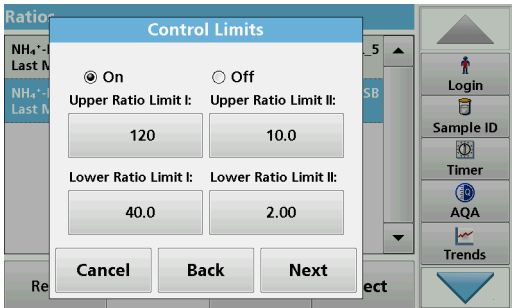 Ratios
Control Limits
NH₄⁺-
_5
Last
On
Off
Login
NH₄⁺-
SB
Last
Upper Ratio Limit I:
Upper Ratio Limit II:
Sample ID
120
10.0
Timer
Lower Ratio Limit I:
Lower Ratio Limit II:
AQA
40.0
2.00
Trends
Cancel
Back
Next
Re
ect